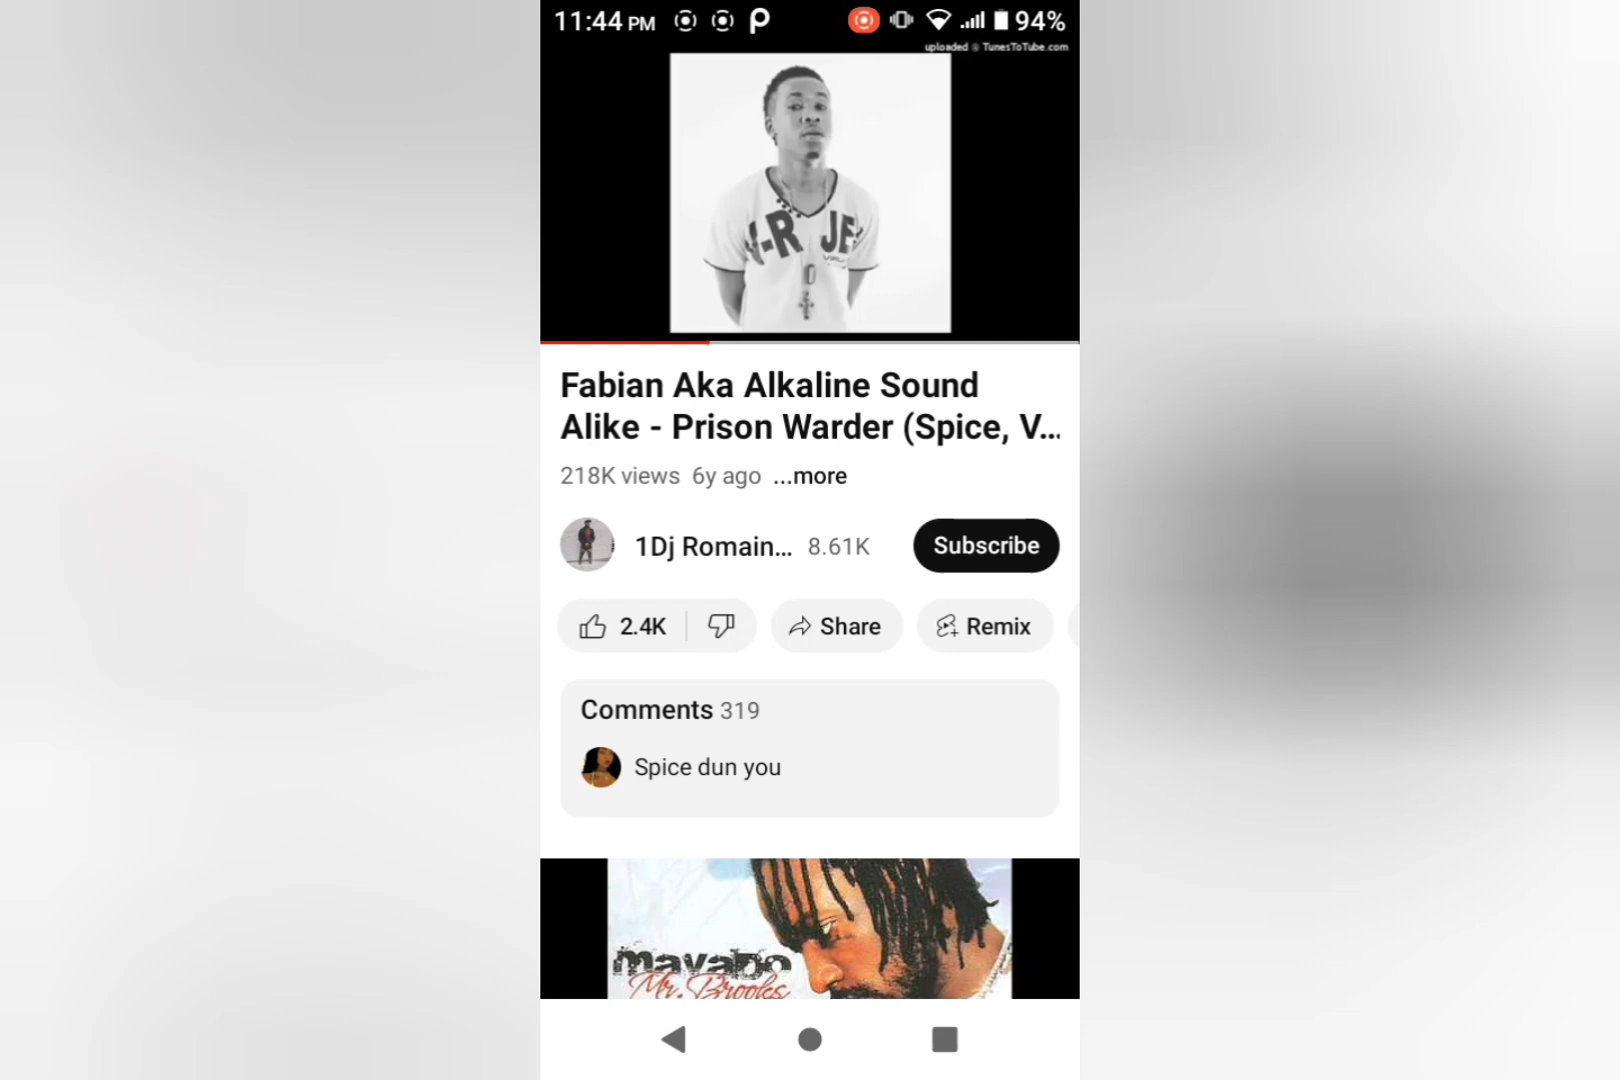 11:44 PM
94%
uploaded @ TunesToTube.com
Fabian Aka Alkaline Sound
Alike - Prison Warder (Spice, V...
218K views 6y ago ...more
1Dj Romain... 8.61K Subscribe
2.4K Share Remix
Comments 319
Spice dun you
mavado
Mr. Brooks